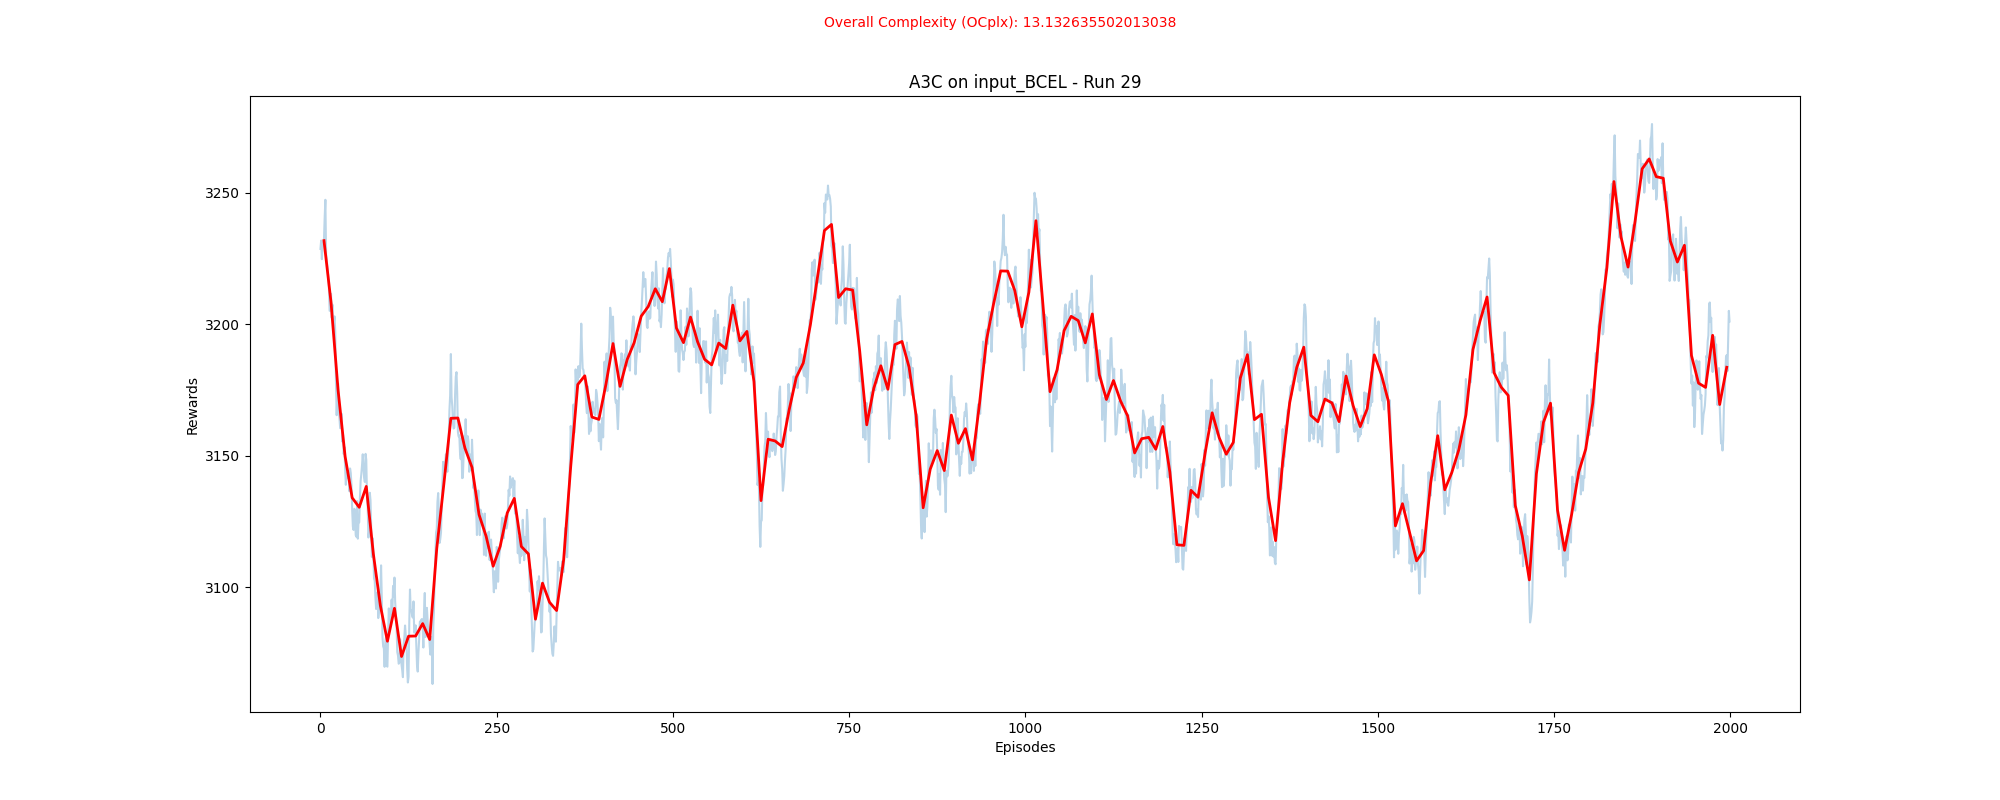 Overall Complexity (OCplx): 13.132635502013038
A3C on input_BCEL - Run 29
Rewards
3250
3200
3150
3100
0 250 500 750 1000 1250 1500 1750 2000
Episodes